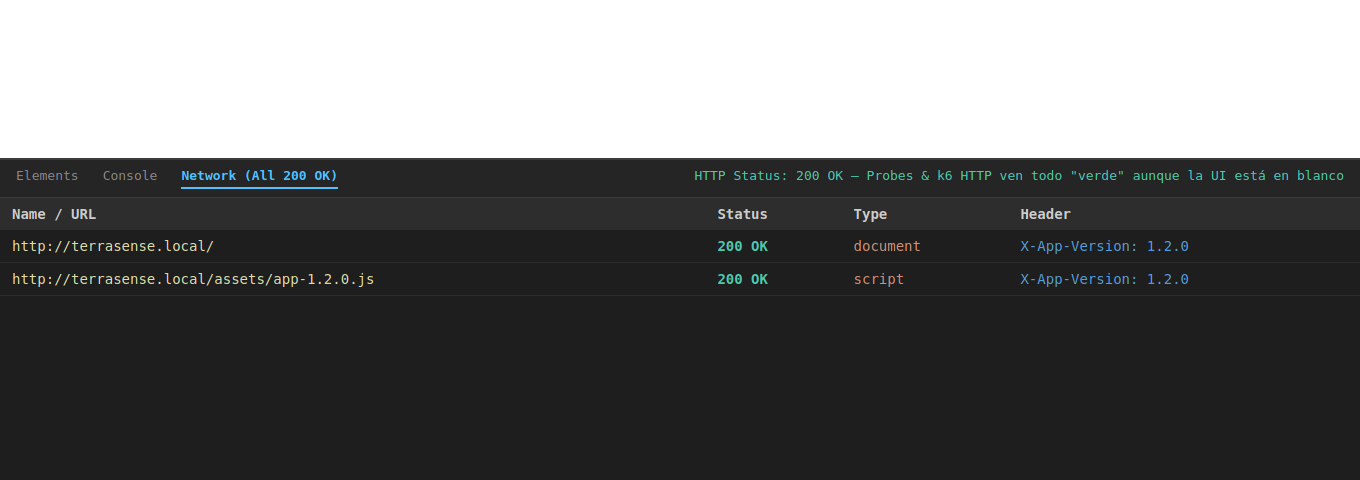 Elements Console Network (All 200 OK) HTTP Status: 200 OK — Probes & k6 HTTP ven todo "verde" aunque la UI está en blanco
Name / URL Status Type Header
http://terrasense.local/ 200 OK document X-App-Version: 1.2.0
http://terrasense.local/assets/app-1.2.0.js 200 OK script X-App-Version: 1.2.0